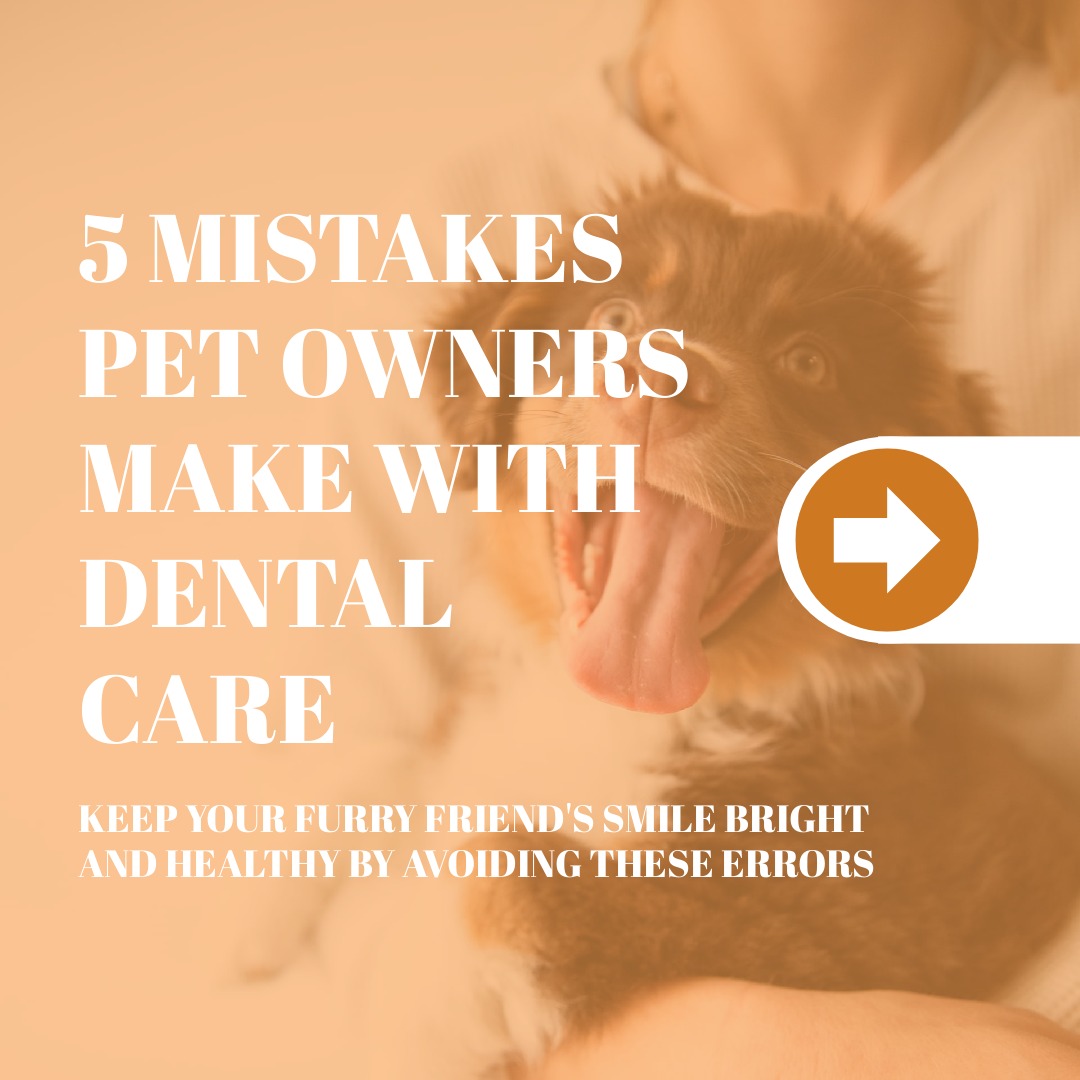 5 MISTAKES
PET OWNERS
MAKE WITH
DENTAL
CARE
KEEP YOUR FURRY FRIEND'S SMILE BRIGHT
AND HEALTHY BY AVOIDING THESE ERRORS